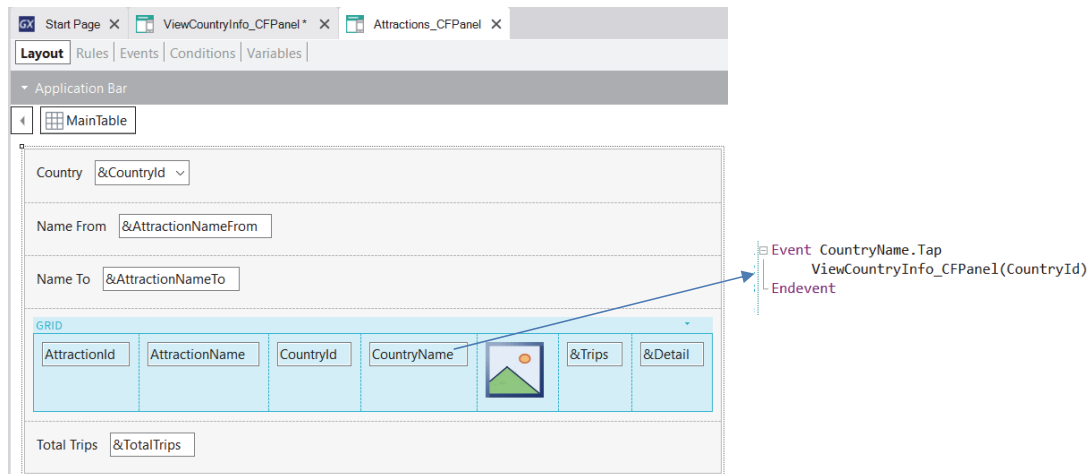 GX Start Page X ViewCountryInfo_CFPanel * X Attractions_CFPanel X
Layout Rules Events Conditions Variables
Application Bar
MainTable
Country &CountryId
Name From &AttractionNameFrom
Name To &AttractionNameTo
GRID
AttractionId AttractionName CountryId CountryName &Trips &Detail
Total Trips &TotalTrips
Event CountryName.Tap
ViewCountryInfo_CFPanel(CountryId)
Endevent